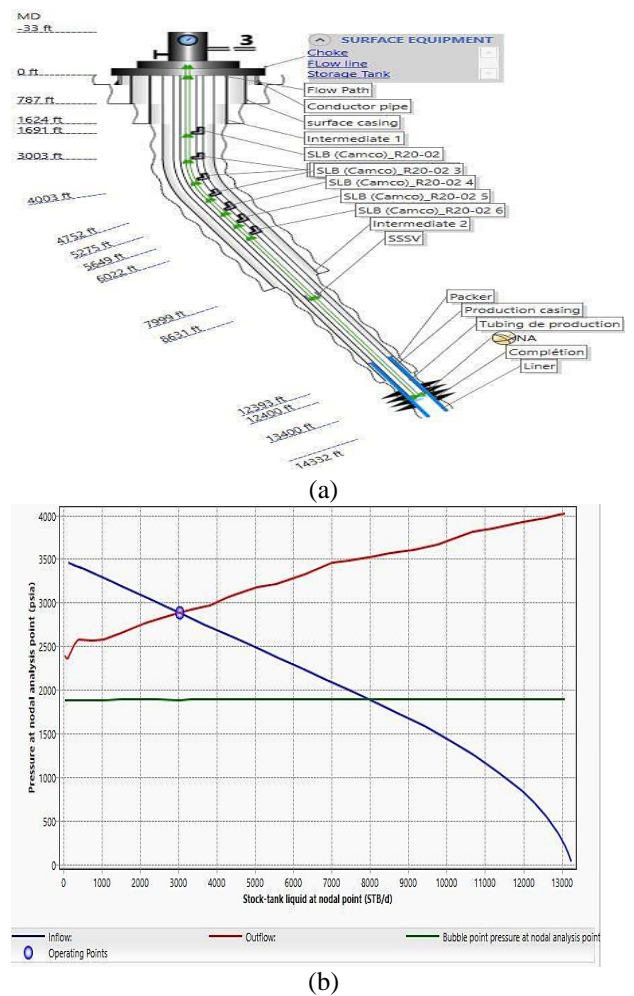 MD
-33 ft
3
SURFACE EQUIPMENT
Choke
FLow line
Storage Tank
0 ft
Flow Path
787 ft
Conductor pipe
surface casing
1624 ft
1691 ft
Intermediate 1
SLB (Camco)_R20-02
3003 ft
SLB (Camco)_R20-02 3
SLB (Camco)_R20-02 4
4003 ft
SLB (Camco)_R20-02 5
SLB (Camco)_R20-02 6
4752 ft
Intermediate 2
5275 ft
SSSV
5649 ft
6022 ft
Packer
Production casing
7999 ft
Tubing de production
8631 ft
NA
Complétion
Liner
12393 ft
12400 ft
13400 ft
14332 ft
(a)
4000
3500
3000
2500
2000
1500
1000
500
0
Pressure at nodal analysis point (psia)
0 1000 2000 3000 4000 5000 6000 7000 8000 9000 10000 11000 12000 13000
Stock-tank liquid at nodal point (STB/d)
Inflow: Outflow: Bubble point pressure at nodal analysis point
Operating Points
(b)